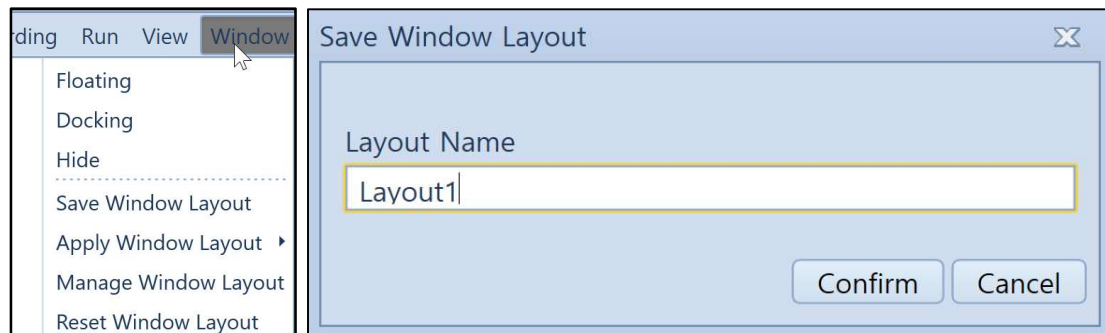 rding Run View Window
Floating
Docking
Hide
Save Window Layout
Apply Window Layout
Manage Window Layout
Reset Window Layout
Save Window Layout
Layout Name
Layout1
Confirm Cancel